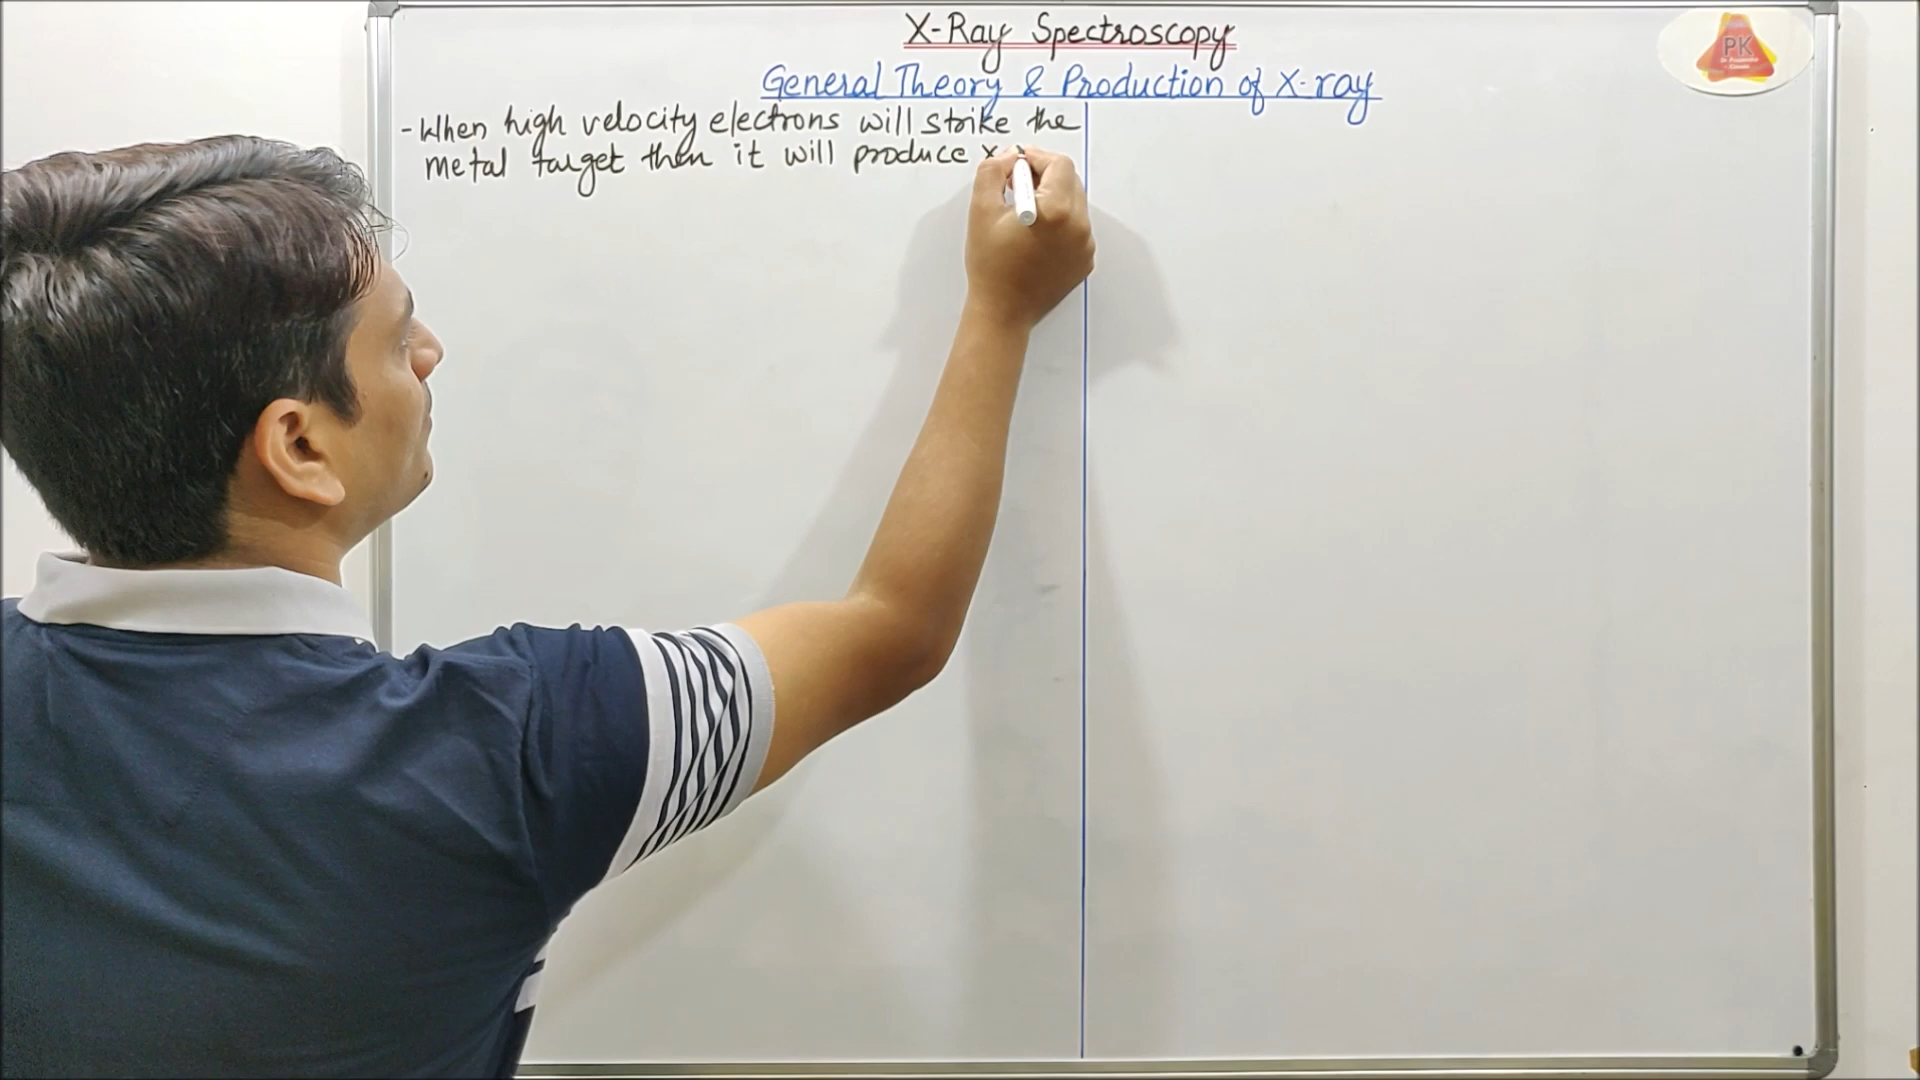 X-Ray Spectroscopy
General Theory & Production of X-ray
- When high velocity electrons will strike the
metal target then it will produce X
PK